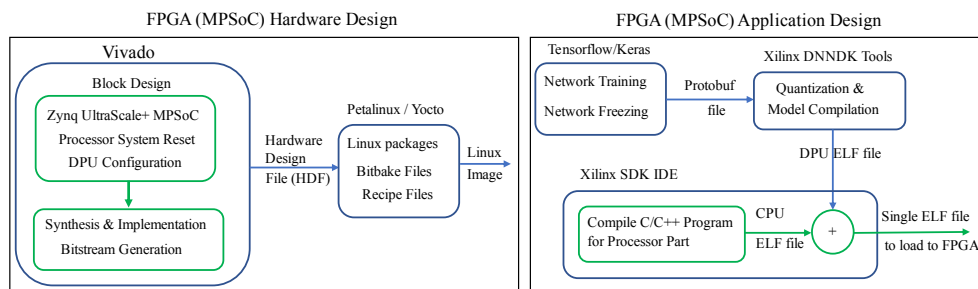 FPGA (MPSoC) Hardware Design
Vivado
Block Design
Zynq UltraScale+ MPSoC
Processor System Reset
DPU Configuration
Synthesis & Implementation
Bitstream Generation
Hardware
Design
File (HDF)
Petalinux / Yocto
Linux packages
Bitbake Files
Recipe Files
Linux
Image
FPGA (MPSoC) Application Design
Tensorflow/Keras
Network Training
Network Freezing
Protobuf
file
Xilinx DNNDK Tools
Quantization &
Model Compilation
DPU ELF file
Xilinx SDK IDE
Compile C/C++ Program
for Processor Part
CPU
ELF file
+
Single ELF file
to load to FPGA